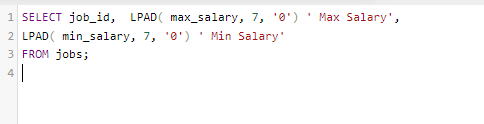 1 SELECT job_id,  LPAD( max_salary, 7, '0') ' Max Salary',
2 LPAD( min_salary, 7, '0') ' Min Salary'
3 FROM jobs;
4